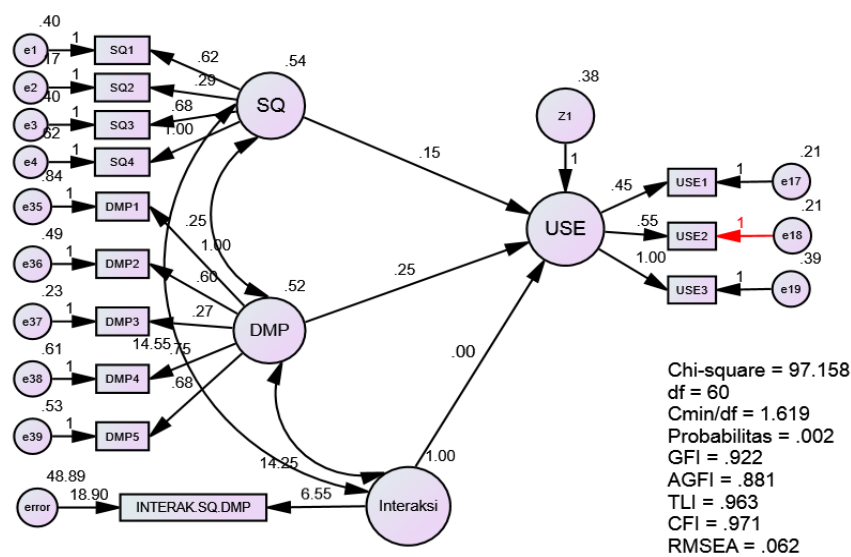 .40
e1
1
SQ1
.17
e2
1
SQ2
.40
e3
1
SQ3
.62
e4
1
SQ4
.84
e35
1
DMP1
.49
e36
1
DMP2
.23
e37
1
DMP3
.61
e38
1
DMP4
.53
e39
1
DMP5
48.89
error
18.90
INTERAK.SQ.DMP
6.55
.62
.29
.68
1.00
.54
SQ
.25
1.00
.60
.27
.75
.68
.52
DMP
14.55
14.25
1.00
Interaksi
.15
.25
.00
.38
Z1
1
USE
.45
.55
1.00
USE1
1
.21
e17
USE2
1
.21
e18
USE3
1
.39
e19
Chi-square = 97.158
df = 60
Cmin/df = 1.619
Probabilitas = .002
GFI = .922
AGFI = .881
TLI = .963
CFI = .971
RMSEA = .062